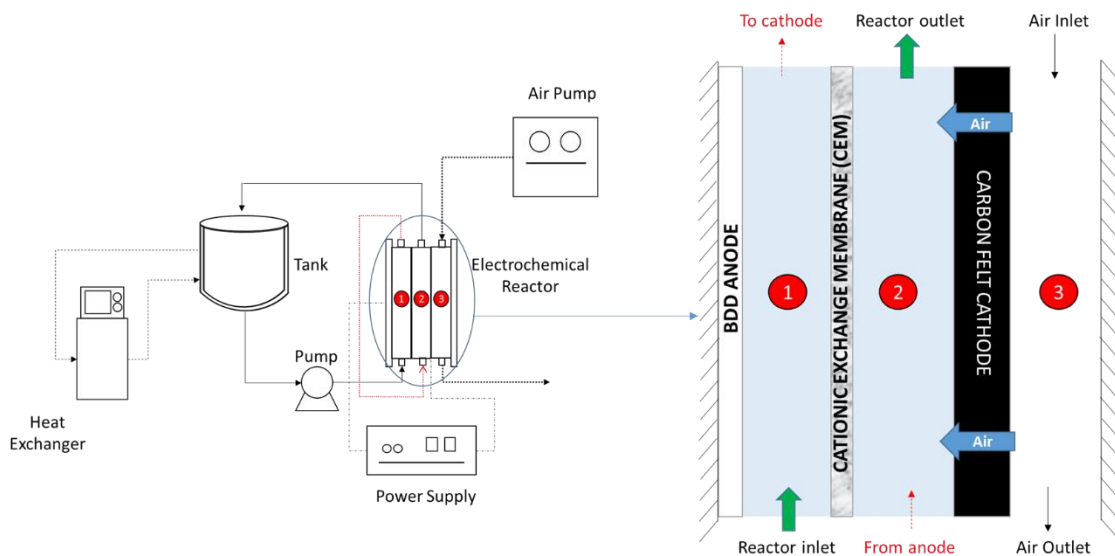 To cathode
Reactor outlet
Air Inlet
Air Pump
Tank
Electrochemical
Reactor
1
2
3
Pump
Heat
Exchanger
Power Supply
BDD ANODE
1
CATIONIC EXCHANGE MEMBRANE (CEM)
2
Air
Air
CARBON FELT CATHODE
3
Reactor inlet
From anode
Air Outlet